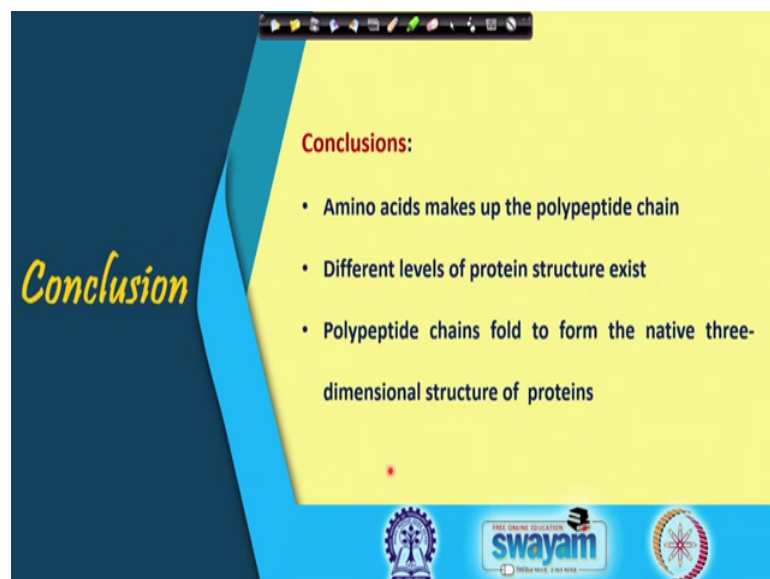 Conclusion
Conclusions:
• Amino acids makes up the polypeptide chain
• Different levels of protein structure exist
• Polypeptide chains fold to form the native three-
dimensional structure of proteins
FREE ONLINE EDUCATION
swayam